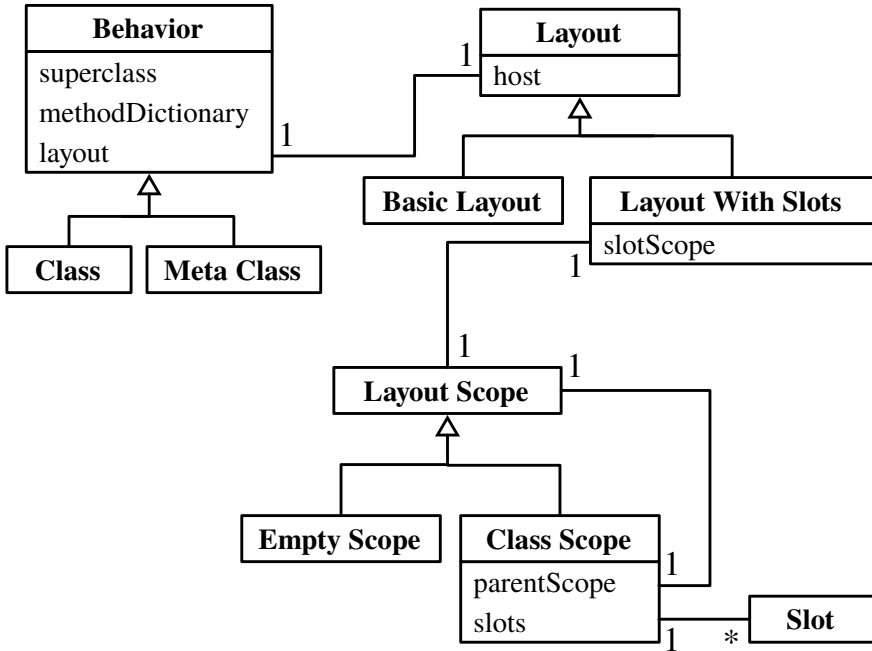 Behavior
superclass
methodDictionary
layout
1
1
Layout
host
Class
Meta Class
Basic Layout
Layout With Slots
slotScope
1
1
Layout Scope
1
Empty Scope
Class Scope
parentScope
slots
1
1
*
Slot